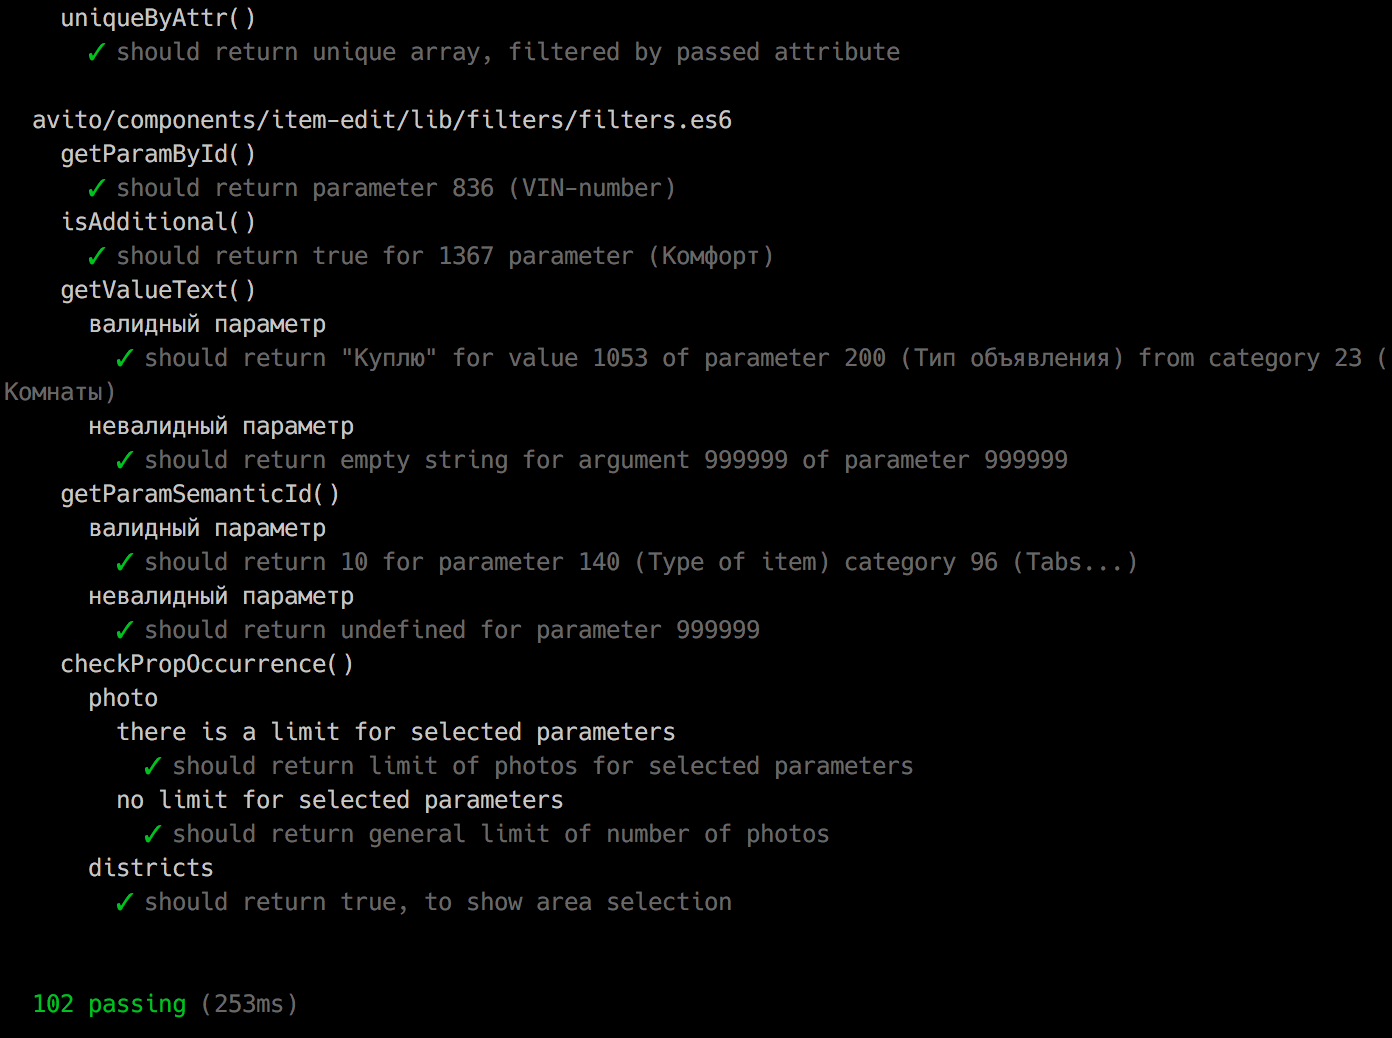 uniqueByAttr()
✓ should return unique array, filtered by passed attribute
avito/components/item-edit/lib/filters/filters.es6
getParamById()
✓ should return parameter 836 (VIN-number)
isAdditional()
✓ should return true for 1367 parameter (Комфорт)
getValueText()
валидный параметр
✓ should return "Куплю" for value 1053 of parameter 200 (Тип объявления) from category 23 (
Комнаты)
невалидный параметр
✓ should return empty string for argument 999999 of parameter 999999
getParamSemanticId()
валидный параметр
✓ should return 10 for parameter 140 (Type of item) category 96 (Tabs...)
невалидный параметр
✓ should return undefined for parameter 999999
checkPropOccurrence()
photo
there is a limit for selected parameters
✓ should return limit of photos for selected parameters
no limit for selected parameters
✓ should return general limit of number of photos
districts
✓ should return true, to show area selection
102 passing (253ms)